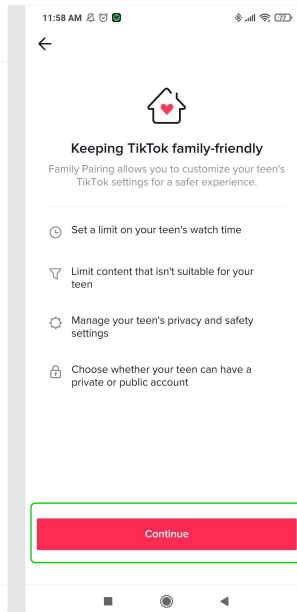 11:58 AM
77
Keeping TikTok family-friendly
Family Pairing allows you to customize your teen's
TikTok settings for a safer experience.
Set a limit on your teen's watch time
Limit content that isn't suitable for your
teen
Manage your teen's privacy and safety
settings
Choose whether your teen can have a
private or public account
Continue